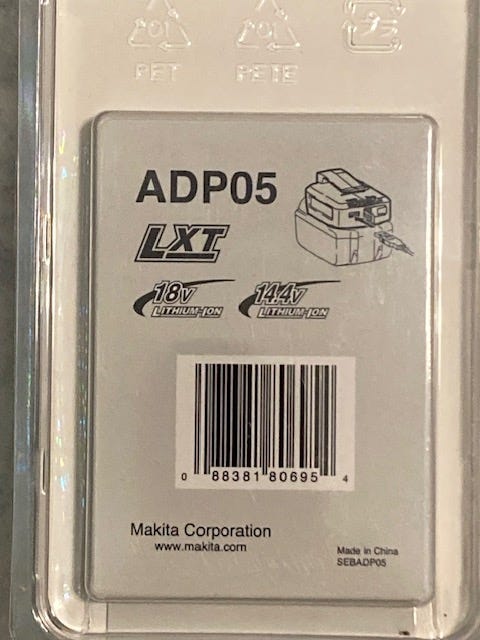 01 01
PET PETE
ADP05
LXT
18V LITHIUM-ION 14.4V LITHIUM-ION
0 88381 80695 4
Makita Corporation
www.makita.com
Made in China
SEBADP05